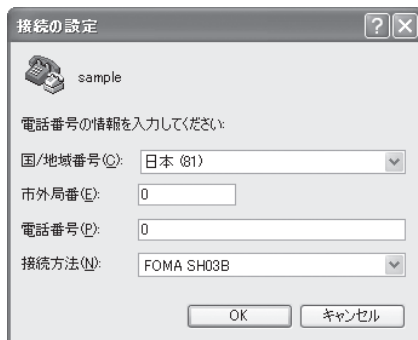 接続の設定
sample
電話番号の情報を入力してください:
国/地域番号(C): 日本 (81)
市外局番(E): 0
電話番号(P): 0
接続方法(N): FOMA SH03B
OK キャンセル